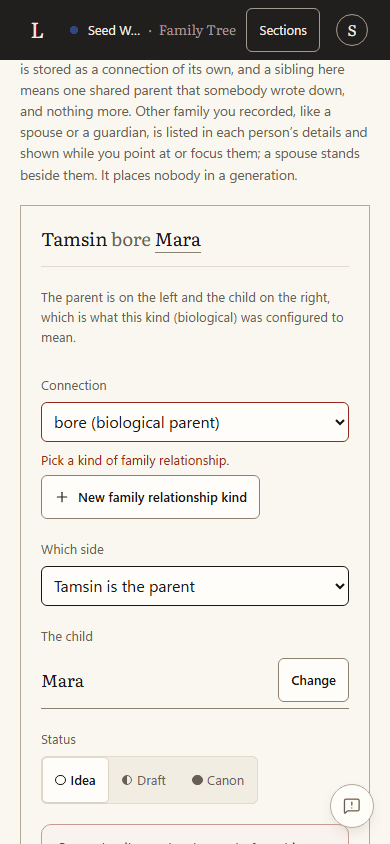 L Seed W... · Family Tree Sections S
is stored as a connection of its own, and a sibling here
means one shared parent that somebody wrote down,
and nothing more. Other family you recorded, like a
spouse or a guardian, is listed in each person’s details and
shown while you point at or focus them; a spouse stands
beside them. It places nobody in a generation.
Tamsin bore Mara
The parent is on the left and the child on the right,
which is what this kind (biological) was configured to
mean.
Connection
bore (biological parent)
Pick a kind of family relationship.
New family relationship kind
Which side
Tamsin is the parent
The child
Mara Change
Status
Idea Draft Canon